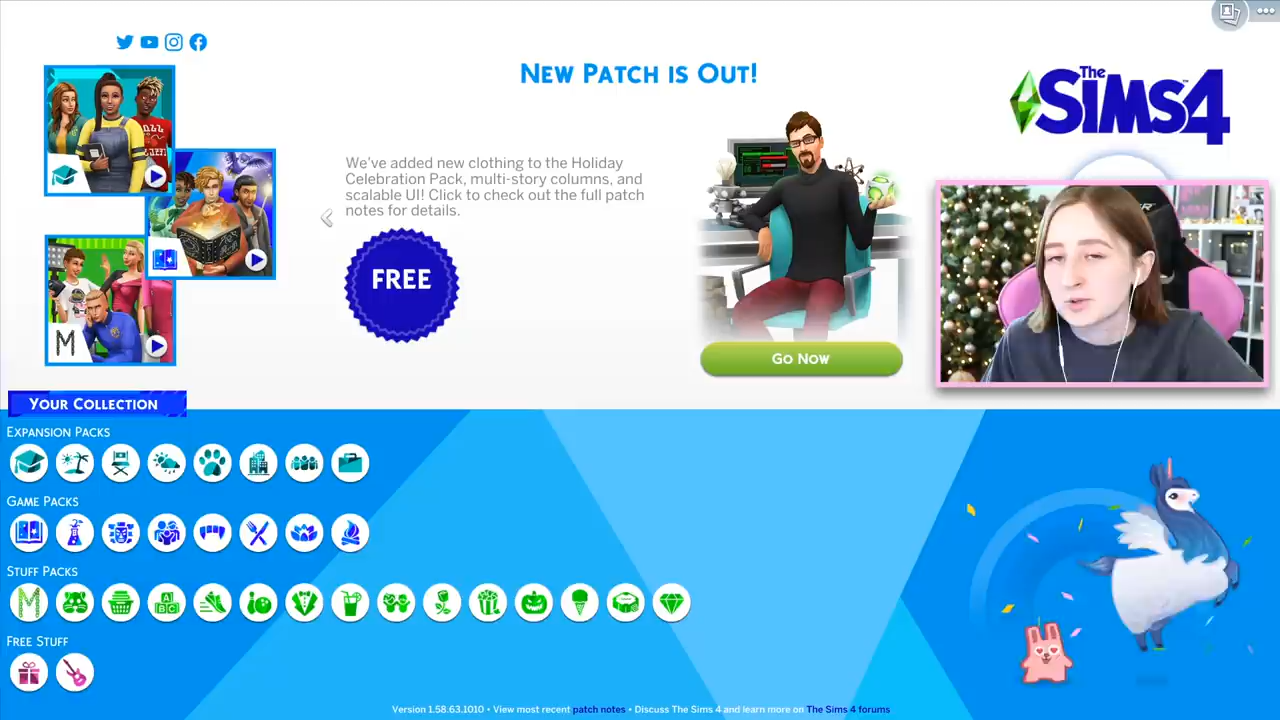 New Patch is Out!
The Sims 4
We've added new clothing to the Holiday
Celebration Pack, multi-story columns, and
scalable UI! Click to check out the full patch
notes for details.
FREE
M
Go Now
Your Collection
Expansion Packs
Game Packs
Stuff Packs
M
ABC
Free Stuff
Version 1.58.63.1010 • View most recent patch notes • Discuss The Sims 4 and learn more on The Sims 4 forums